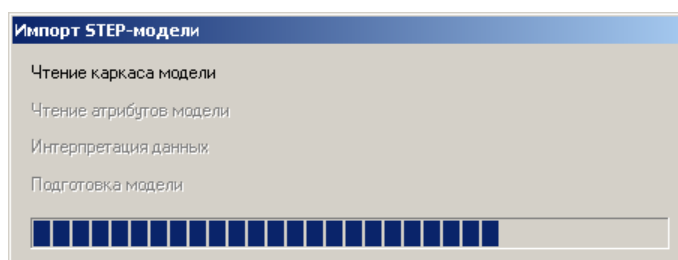 Импорт STEP-модели
Чтение каркаса модели
Чтение атрибутов модели
Интерпретация данных
Подготовка модели